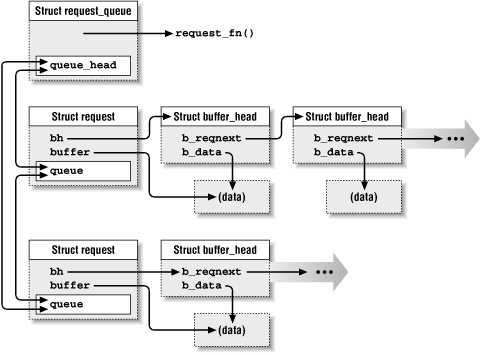 Struct request_queue
request_fn()
queue_head
Struct request
Struct buffer_head
Struct buffer_head
bh
b_reqnext
b_reqnext
buffer
b_data
b_data
queue
(data)
(data)
Struct request
Struct buffer_head
bh
b_reqnext
buffer
b_data
queue
(data)